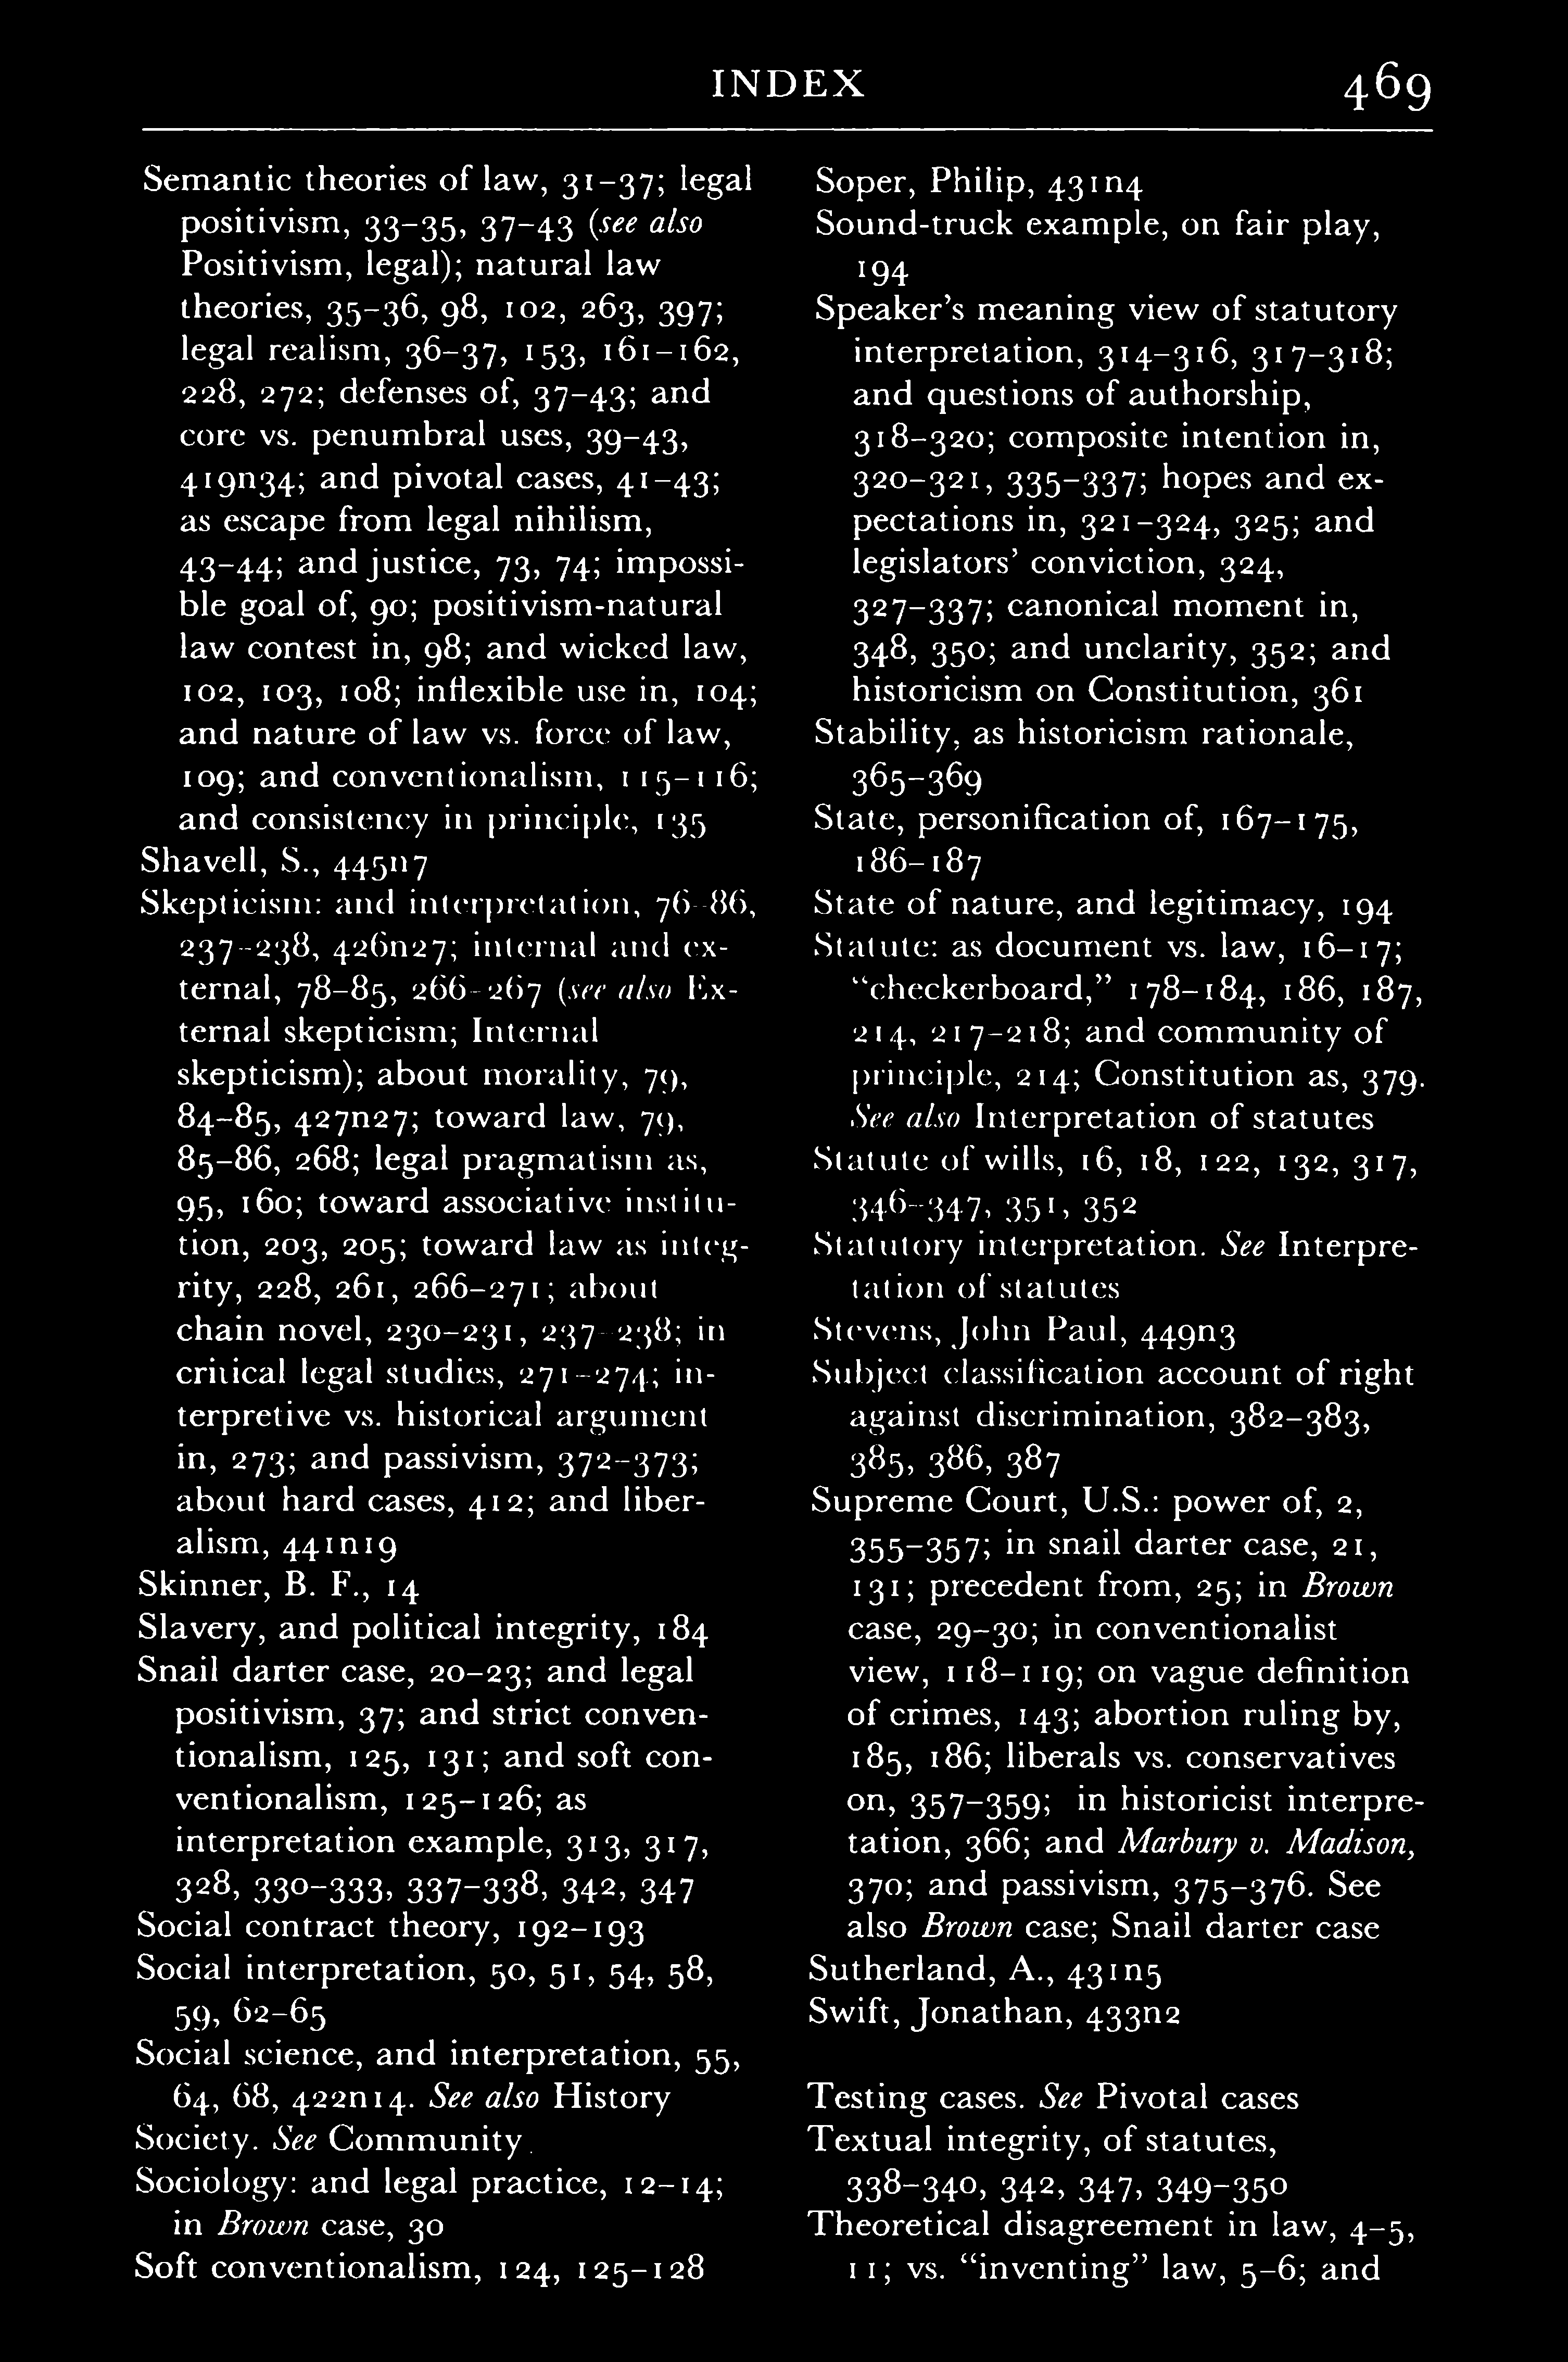 INDEX 469
Semantic theories of law, 31-37; legal
positivism, 33-35, 37-43 (see also
Positivism, legal); natural law
theories, 35-36, 98, 102, 263, 397;
legal realism, 36-37, 153, 161-162,
228, 272; defenses of, 37-43; and
core vs. penumbral uses, 39-43,
419n34; and pivotal cases, 41-43;
as escape from legal nihilism,
43-44; and justice, 73, 74; impossi-
ble goal of, 90; positivism-natural
law contest in, 98; and wicked law,
102, 103, 108; inflexible use in, 104;
and nature of law vs. force of law,
109; and conventionalism, 115-116;
and consistency in principle, 135
Shavell, S., 445n7
Skepticism: and interpretation, 76-86,
237-238, 426n27; internal and ex-
ternal, 78-85, 266-267 (see also Ex-
ternal skepticism; Internal
skepticism); about morality, 79,
84-85, 427n27; toward law, 79,
85-86, 268; legal pragmatism as,
95, 160; toward associative institu-
tion, 203, 205; toward law as integ-
rity, 228, 261, 266-271; about
chain novel, 230-231, 237-238; in
critical legal studies, 271-274; in-
terpretive vs. historical argument
in, 273; and passivism, 372-373;
about hard cases, 412; and liber-
alism, 441n19
Skinner, B. F., 14
Slavery, and political integrity, 184
Snail darter case, 20-23; and legal
positivism, 37; and strict conven-
tionalism, 125, 131; and soft con-
ventionalism, 125-126; as
interpretation example, 313, 317,
328, 330-333, 337-338, 342, 347
Social contract theory, 192-193
Social interpretation, 50, 51, 54, 58,
59, 62-65
Social science, and interpretation, 55,
64, 68, 422n14. See also History
Society. See Community.
Sociology: and legal practice, 12-14;
in Brown case, 30
Soft conventionalism, 124, 125-128
Soper, Philip, 431n4
Sound-truck example, on fair play,
194
Speaker's meaning view of statutory
interpretation, 314-316, 317-318;
and questions of authorship,
318-320; composite intention in,
320-321, 335-337; hopes and ex-
pectations in, 321-324, 325; and
legislators' conviction, 324,
327-337; canonical moment in,
348, 350; and unclarity, 352; and
historicism on Constitution, 361
Stability, as historicism rationale,
365-369
State, personification of, 167-175,
186-187
State of nature, and legitimacy, 194
Statute: as document vs. law, 16-17;
"checkerboard," 178-184, 186, 187,
214, 217-218; and community of
principle, 214; Constitution as, 379.
See also Interpretation of statutes
Statute of wills, 16, 18, 122, 132, 317,
346-347, 351, 352
Statutory interpretation. See Interpre-
tation of statutes
Stevens, John Paul, 449n3
Subject classification account of right
against discrimination, 382-383,
385, 386, 387
Supreme Court, U.S.: power of, 2,
355-357; in snail darter case, 21,
131; precedent from, 25; in Brown
case, 29-30; in conventionalist
view, 118-119; on vague definition
of crimes, 143; abortion ruling by,
185, 186; liberals vs. conservatives
on, 357-359; in historicist interpre-
tation, 366; and Marbury v. Madison,
370; and passivism, 375-376. See
also Brown case; Snail darter case
Sutherland, A., 431n5
Swift, Jonathan, 433n2
Testing cases. See Pivotal cases
Textual integrity, of statutes,
338-340, 342, 347, 349-350
Theoretical disagreement in law, 4-5,
11; vs. "inventing" law, 5-6; and